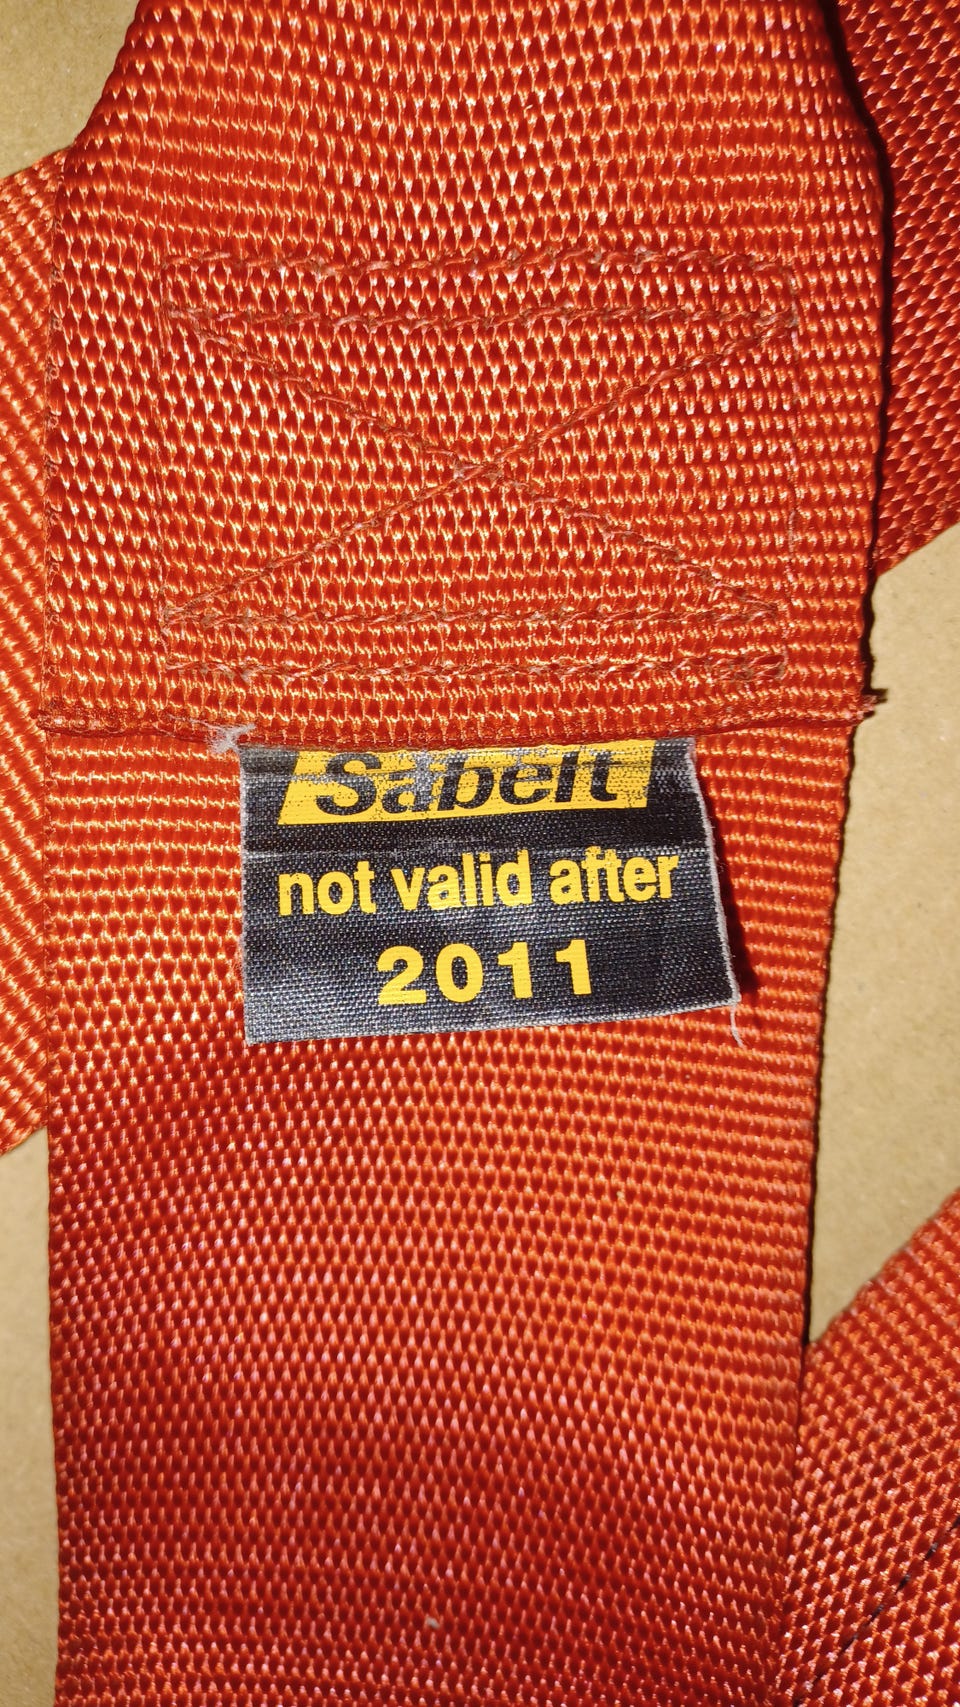 Sabelt
not valid after
2011